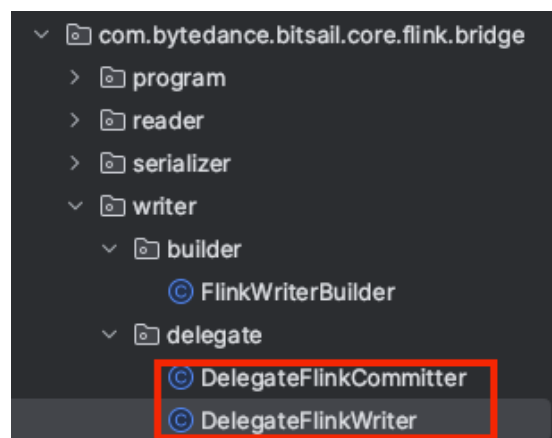 com.bytedance.bitsail.core.flink.bridge
program
reader
serializer
writer
builder
FlinkWriterBuilder
delegate
DelegateFlinkCommitter
DelegateFlinkWriter